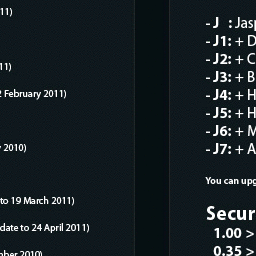 11)
11)
2 February 2011)
2010)
to 19 March 2011)
date to 24 April 2011)
mber 2010)
- J : Jasp
- J1: + D
- J2: + C
- J3: + B
- J4: + H
- J5: + H
- J6: + M
- J7: + A
You can upg
Secur
1.00 >
0.35 >